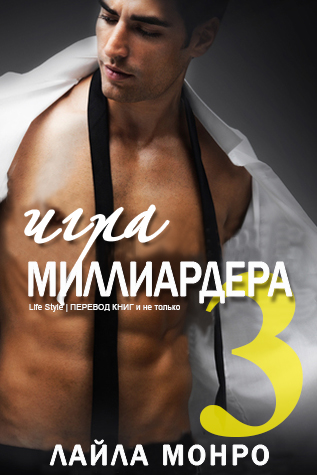 игра
МИЛЛИАРДЕРА
Life Style | ПЕРЕВОД КНИГ и не только
3
ЛАЙЛА МОНРО